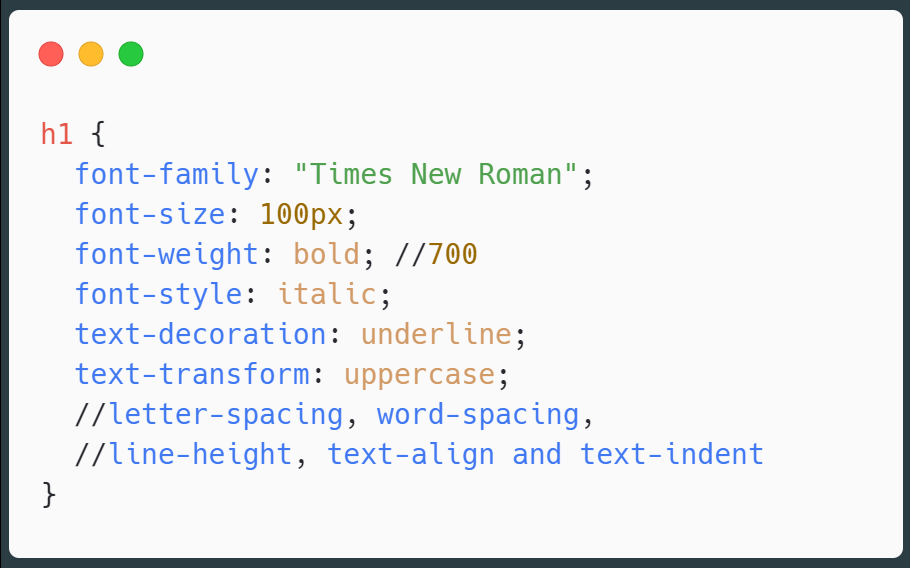 h1 {
  font-family: "Times New Roman";
  font-size: 100px;
  font-weight: bold; //700
  font-style: italic;
  text-decoration: underline;
  text-transform: uppercase;
  //letter-spacing, word-spacing,
  //line-height, text-align and text-indent
}